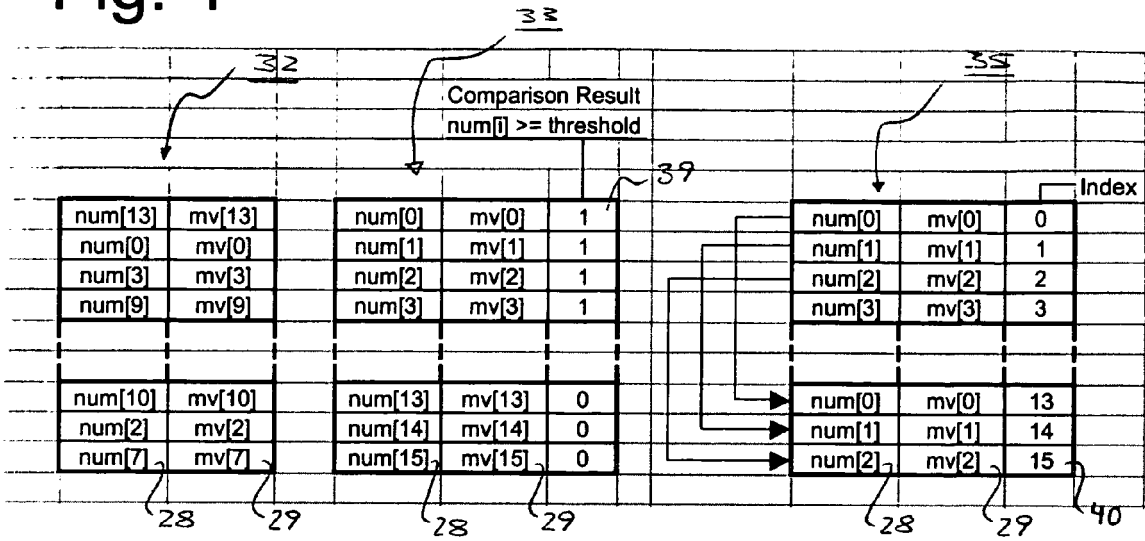 33
32
35
Comparison Result
num[i] >= threshold
39
Index
num[13] mv[13] num[0] mv[0] 1 num[0] mv[0] 0
num[0] mv[0] num[1] mv[1] 1 num[1] mv[1] 1
num[3] mv[3] num[2] mv[2] 1 num[2] mv[2] 2
num[9] mv[9] num[3] mv[3] 1 num[3] mv[3] 3
num[10] mv[10] num[13] mv[13] 0 num[0] mv[0] 13
num[2] mv[2] num[14] mv[14] 0 num[1] mv[1] 14
num[7] mv[7] num[15] mv[15] 0 num[2] mv[2] 15
28 29 28 29 28 29 40